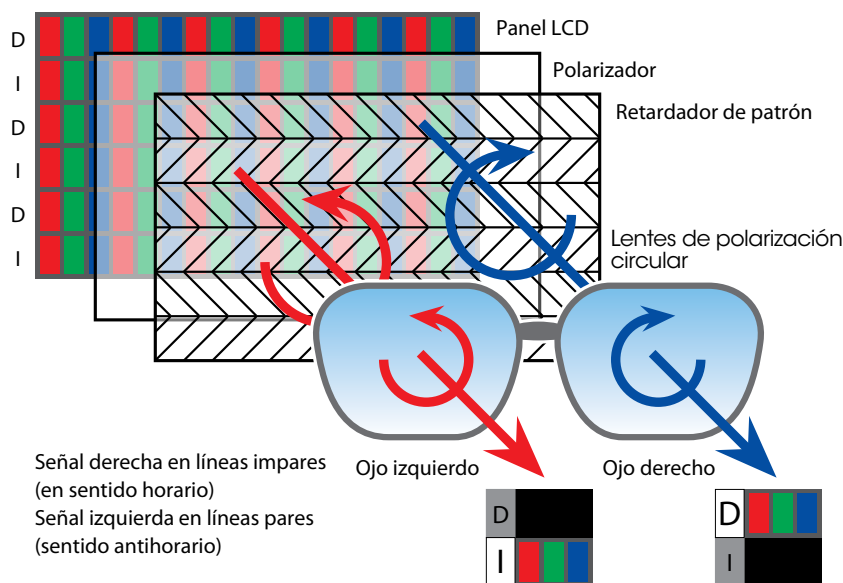 Panel LCD
D
Polarizador
I
Retardador de patrón
D
I
D
I
Lentes de polarización
circular
Señal derecha en líneas impares
(en sentido horario)
Señal izquierda en líneas pares
(sentido antihorario)
Ojo izquierdo
Ojo derecho
D
I
D
I